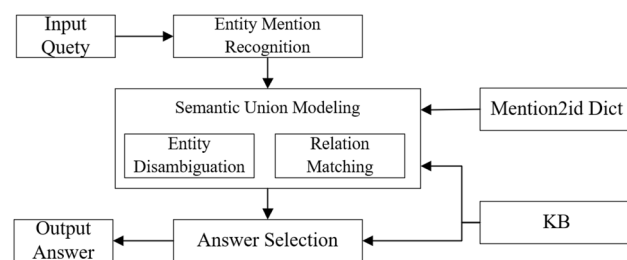 Input
Quety
Entity Mention
Recognition
Semantic Union Modeling
Mention2id Dict
Entity
Disambiguation
Relation
Matching
Output
Answer
Answer Selection
KB